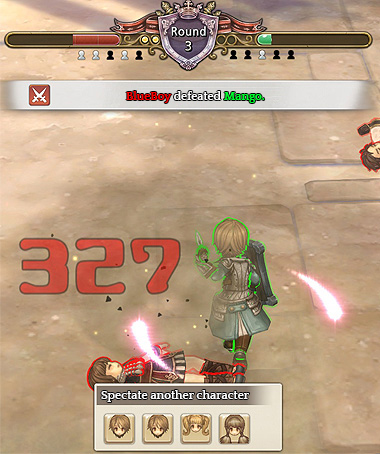 Round
3
BlueBoy defeated Mango.
327
Spectate another character